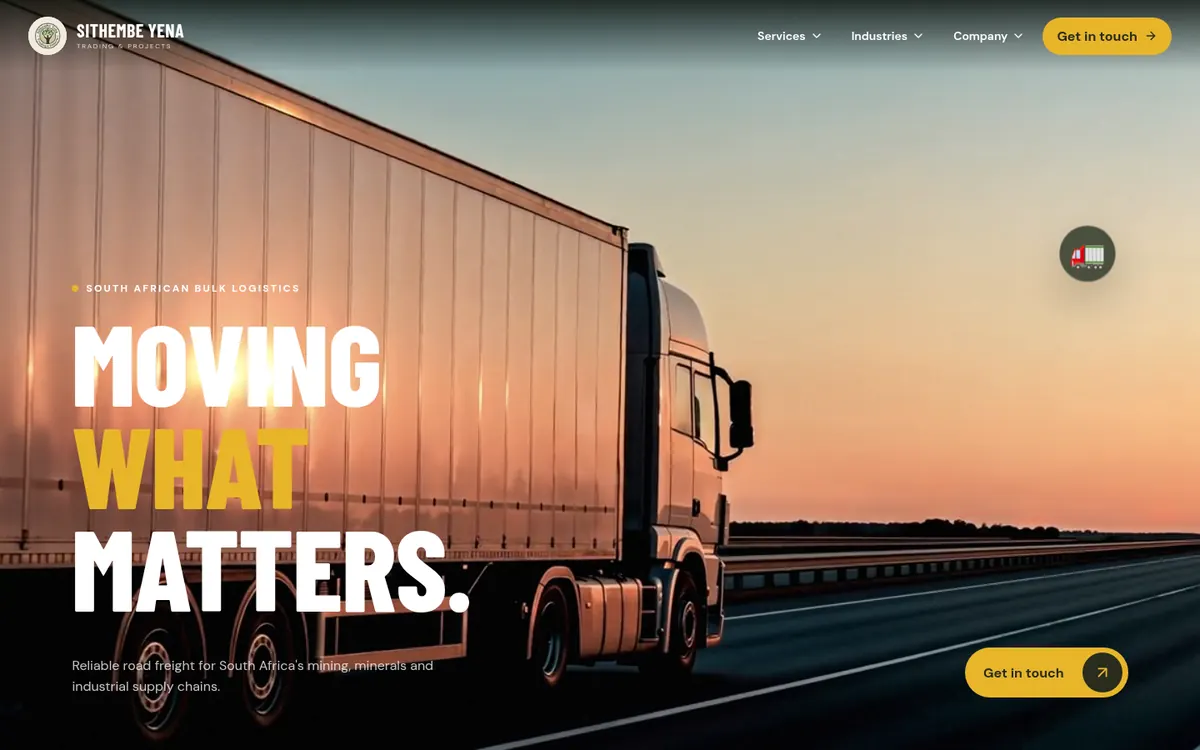 SITHEMBE YENA
TRADING & PROJECTS
Services
Industries
Company
Get in touch
SOUTH AFRICAN BULK LOGISTICS
MOVING
WHAT
MATTERS.
Reliable road freight for South Africa's mining, minerals and
industrial supply chains.
Get in touch